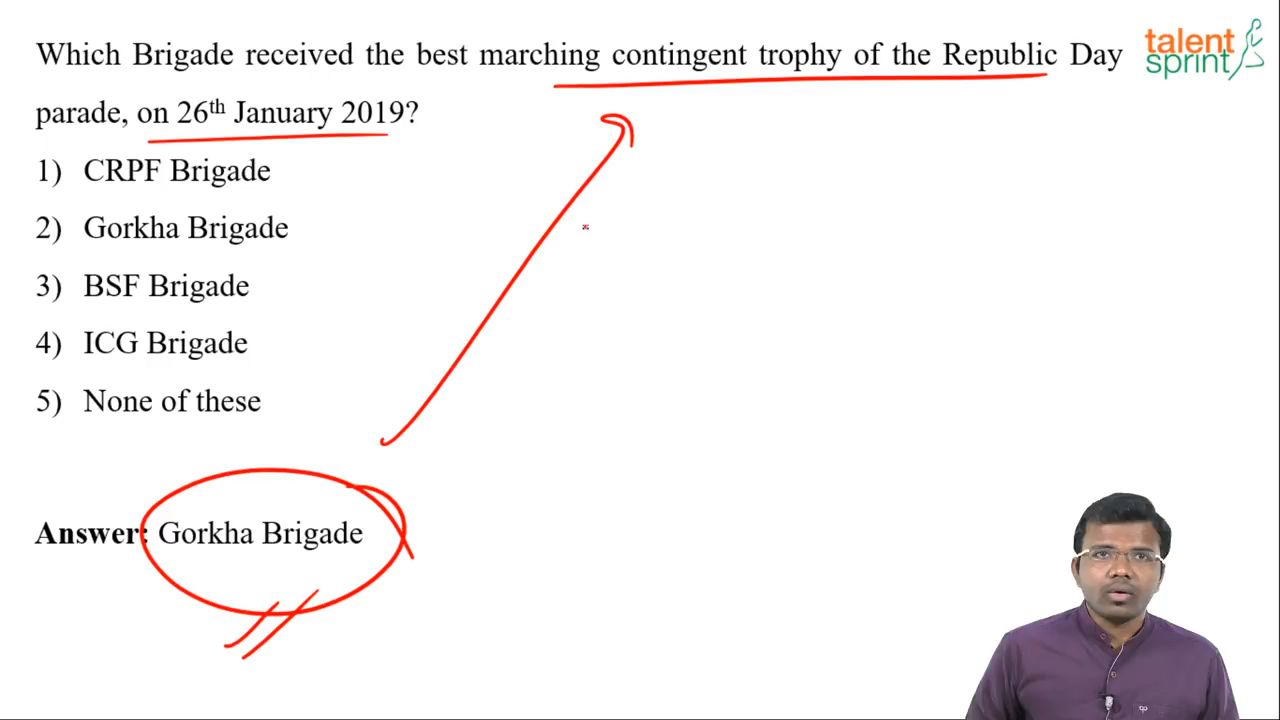 Which Brigade received the best marching contingent trophy of the Republic Day
parade, on 26th January 2019?
1) CRPF Brigade
2) Gorkha Brigade
3) BSF Brigade
4) ICG Brigade
5) None of these
Answer: Gorkha Brigade
talent
sprint